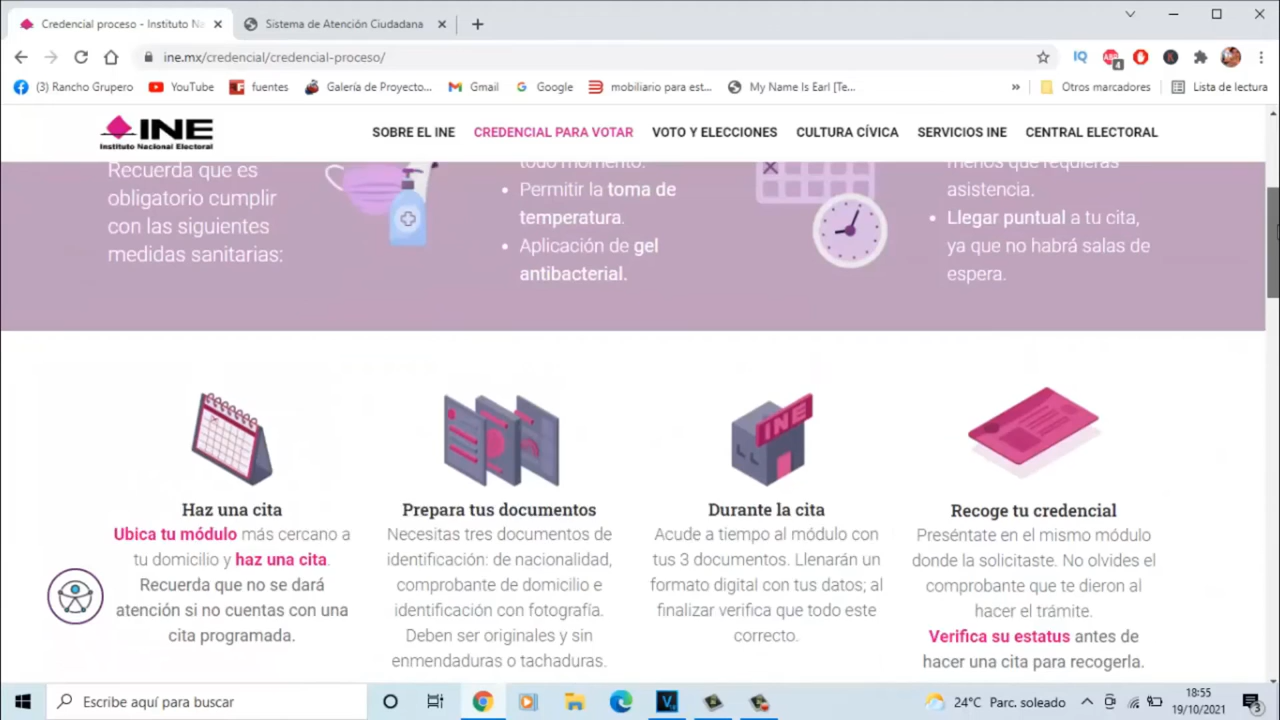 Credencial proceso - Instituto Na
Sistema de Atención Ciudadana
ine.mx/credencial/credencial-proceso/
IQ
ABP
4
(3) Rancho Grupero
YouTube
fuentes
Galería de Proyecto...
Gmail
Google
mobiliario para est...
My Name Is Earl [Te...
»
Otros marcadores
Lista de lectura
INE
Instituto Nacional Electoral
SOBRE EL INE
CREDENCIAL PARA VOTAR
VOTO Y ELECCIONES
CULTURA CÍVICA
SERVICIOS INE
CENTRAL ELECTORAL
Recuerda que es
obligatorio cumplir
con las siguientes
medidas sanitarias:
todo momento.
• Permitir la toma de
temperatura.
• Aplicación de gel
antibacterial.
menos que requieras
asistencia.
• Llegar puntual a tu cita,
ya que no habrá salas de
espera.
Haz una cita
Ubica tu módulo más cercano a
tu domicilio y haz una cita.
Recuerda que no se dará
atención si no cuentas con una
cita programada.
Prepara tus documentos
Necesitas tres documentos de
identificación: de nacionalidad,
comprobante de domicilio e
identificación con fotografía.
Deben ser originales y sin
enmendaduras o tachaduras.
INE
Durante la cita
Acude a tiempo al módulo con
tus 3 documentos. Llenarán un
formato digital con tus datos; al
finalizar verifica que todo este
correcto.
Recoge tu credencial
Preséntate en el mismo módulo
donde la solicitaste. No olvides el
comprobante que te dieron al
hacer el trámite.
Verifica su estatus antes de
hacer una cita para recogerla.
Escribe aquí para buscar
24°C Parc. soleado
18:55
19/10/2021
3